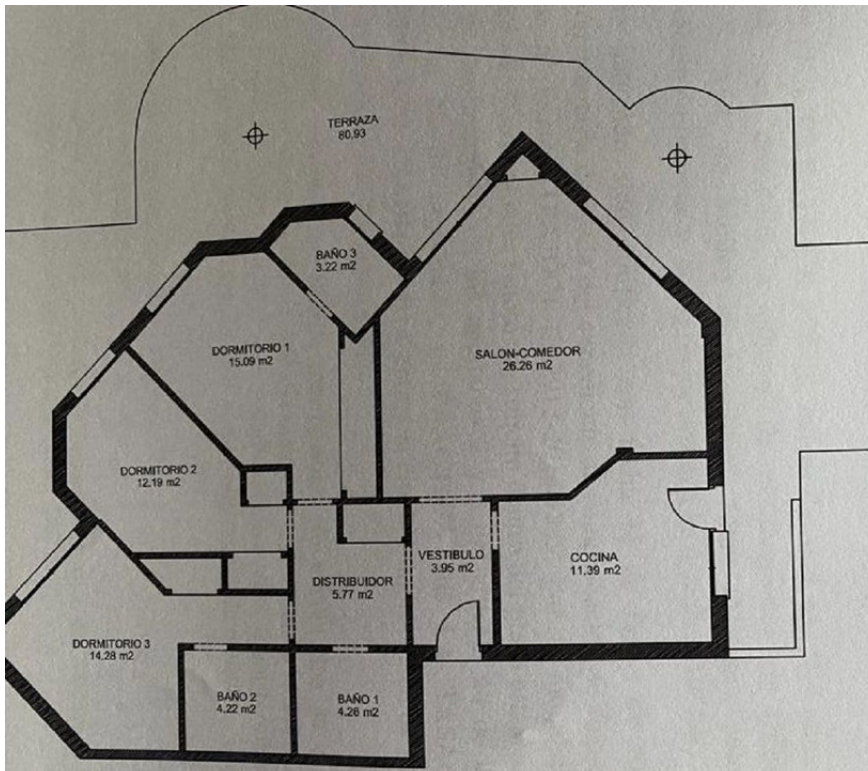 TERRAZA
80,93
BAÑO 3
3.22 m2
DORMITORIO 1
15.09 m2
SALON-COMEDOR
26.26 m2
DORMITORIO 2
12.19 m2
VESTIBULO
3.95 m2
COCINA
11,39 m2
DISTRIBUIDOR
5.77 m2
DORMITORIO 3
14,28 m2
BAÑO 2
4.22 m2
BAÑO 1
4.26 m2